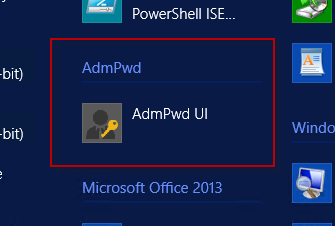 PowerShell ISE...
-bit)
AdmPwd
AdmPwd UI
-bit)
Windo
Microsoft Office 2013